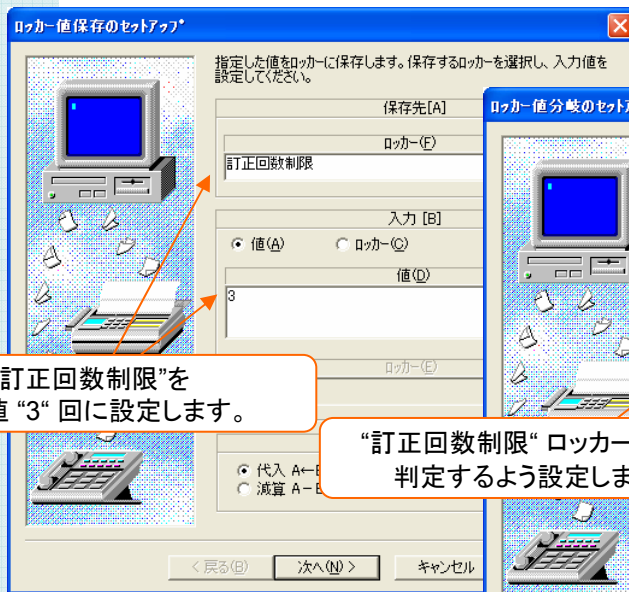 ロッカー値保存のセットアップ
指定した値をロッカーに保存します。保存するロッカーを選択し、入力値を
設定してください。
保存先[A]
ロッカー(F)
訂正回数制限
入力 [B]
値(A)
ロッカー(C)
値(D)
3
ロッカー(E)
代入 A←B
減算 A－B
< 戻る(B)
次へ(N) >
キャンセル
訂正回数制限”を
値 “3“ 回に設定します。
ロッカー値分岐のセットア
“訂正回数制限“ ロッカー
判定するよう設定しま